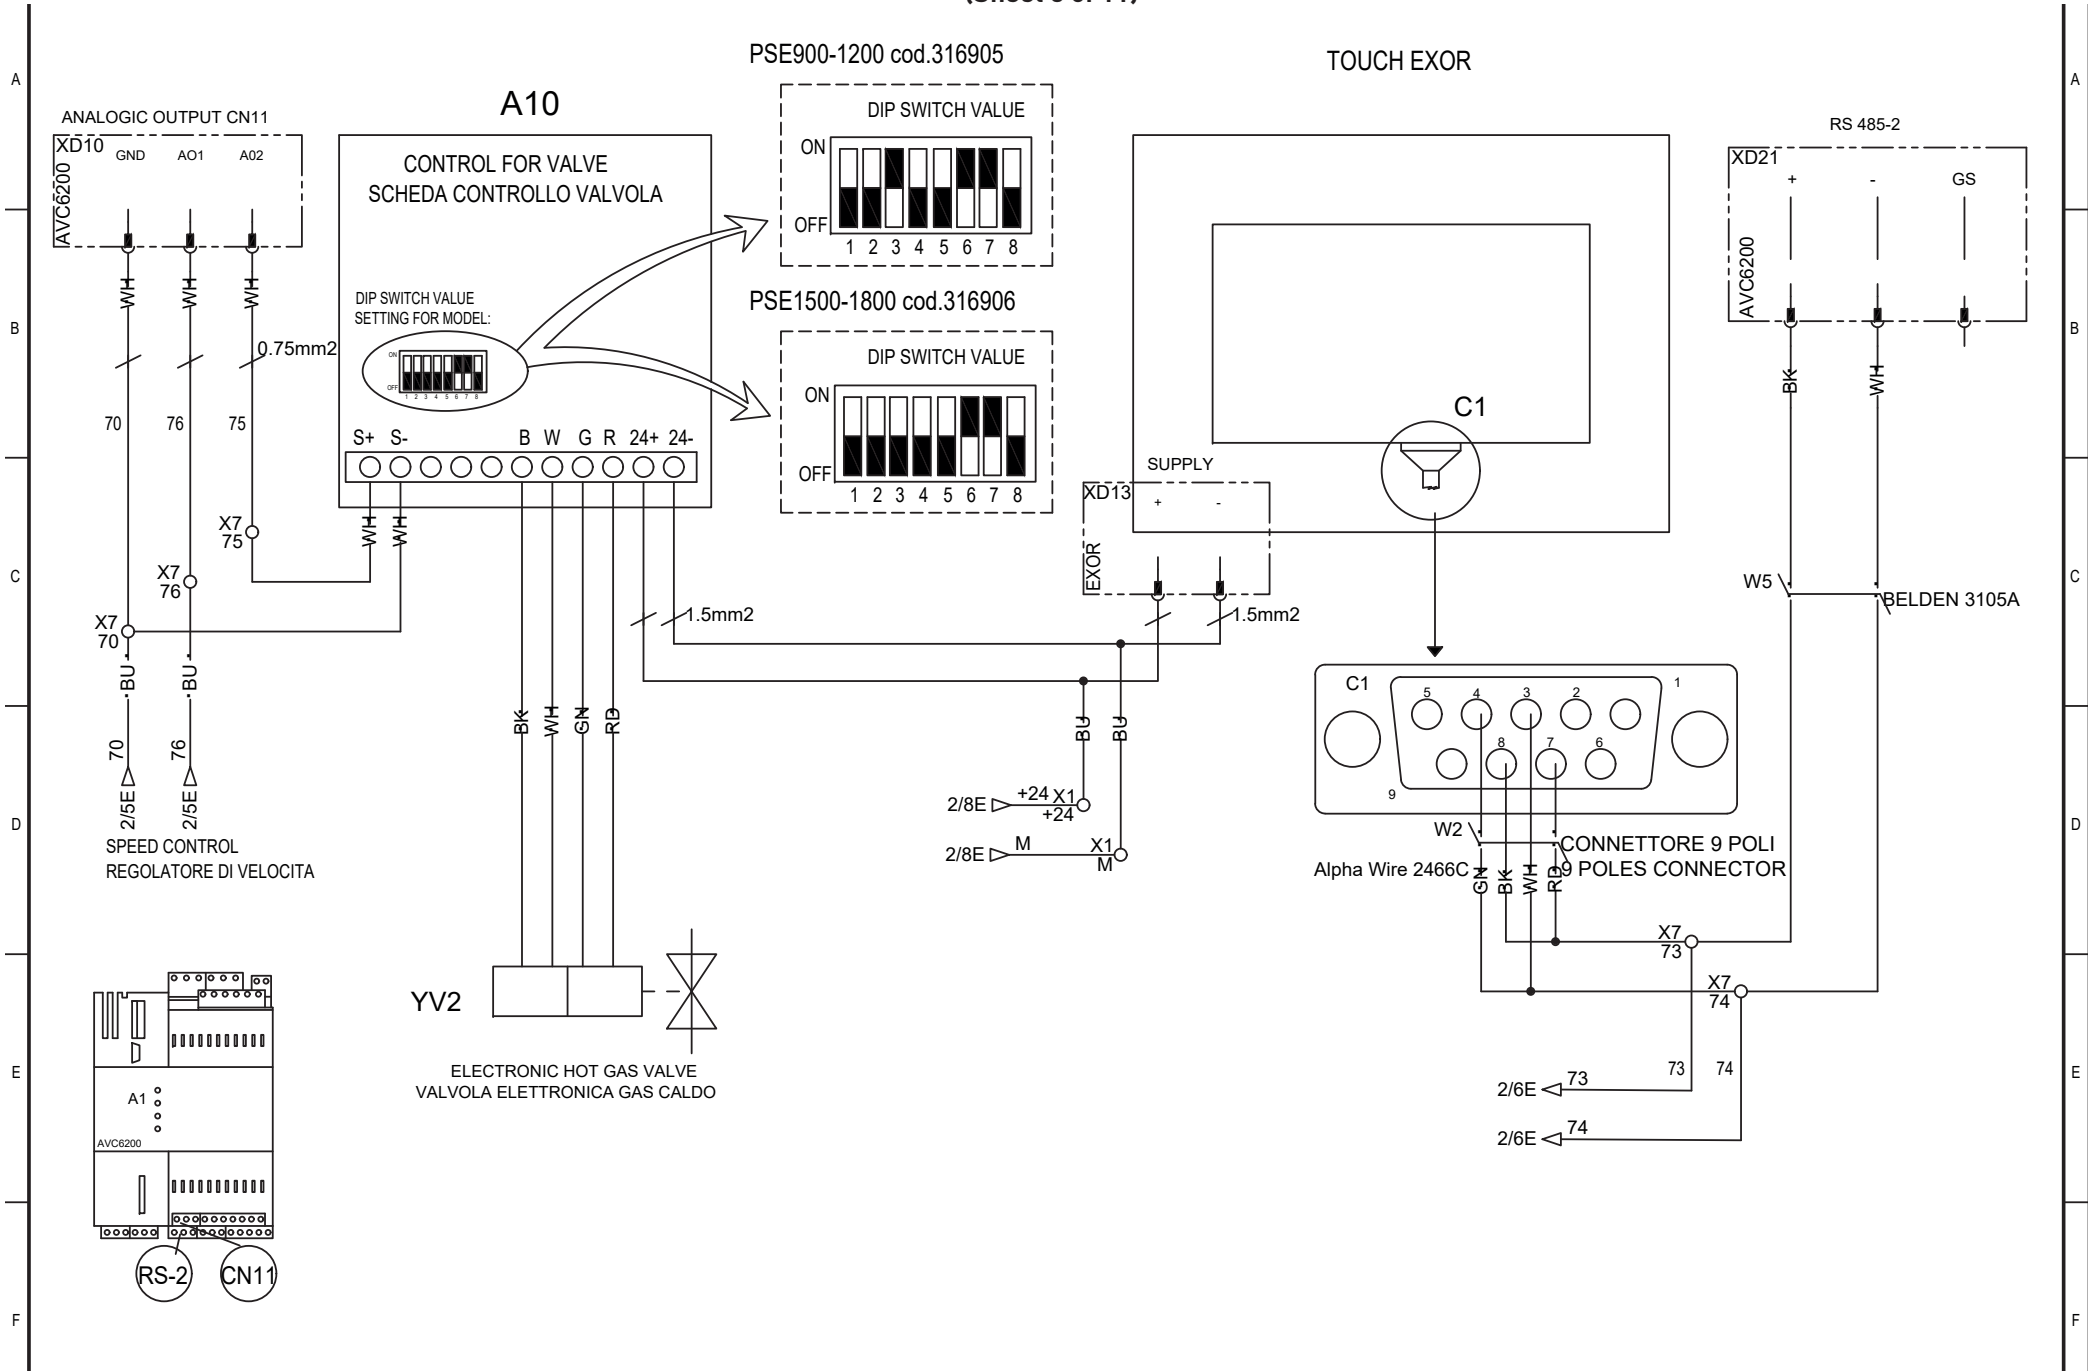 A
A
PSE900-1200 cod.316905
TOUCH EXOR
ANALOGIC OUTPUT CN11
XD10
GND
AO1
A02
AVC6200
A10
CONTROL FOR VALVE
SCHEDA CONTROLLO VALVOLA
DIP SWITCH VALUE
ON
OFF
1 2 3 4 5 6 7 8
RS 485-2
XD21
+
-
GS
AVC6200
B
B
WH
WH
WH
0.75mm2
70
76
75
DIP SWITCH VALUE
SETTING FOR MODEL:
ON
OFF
1 2 3 4 5 6 7 8
PSE1500-1800 cod.316906
DIP SWITCH VALUE
ON
OFF
1 2 3 4 5 6 7 8
C1
BK
WH
S+ S- B W G R 24+ 24-
SUPPLY
XD13
+
-
EXOR
C
C
X7
75
X7
76
X7
70
WH
WH
1.5mm2
1.5mm2
W5
BELDEN 3105A
BU
BU
70
76
2/5E
2/5E
SPEED CONTROL
REGOLATORE DI VELOCITA
BK
WH
GN
RD
BU
BU
2/8E
+24
X1
+24
2/8E
M
X1
M
C1
5
4
3
2
1
8
7
6
9
D
D
W2
CONNETTORE 9 POLI
Alpha Wire 2466C
9 POLES CONNECTOR
GN
BK
WH
RD
X7
73
X7
74
YV2
ELECTRONIC HOT GAS VALVE
VALVOLA ELETTRONICA GAS CALDO
E
E
73
74
2/6E
73
2/6E
74
A1
AVC6200
RS-2
CN11
F
F